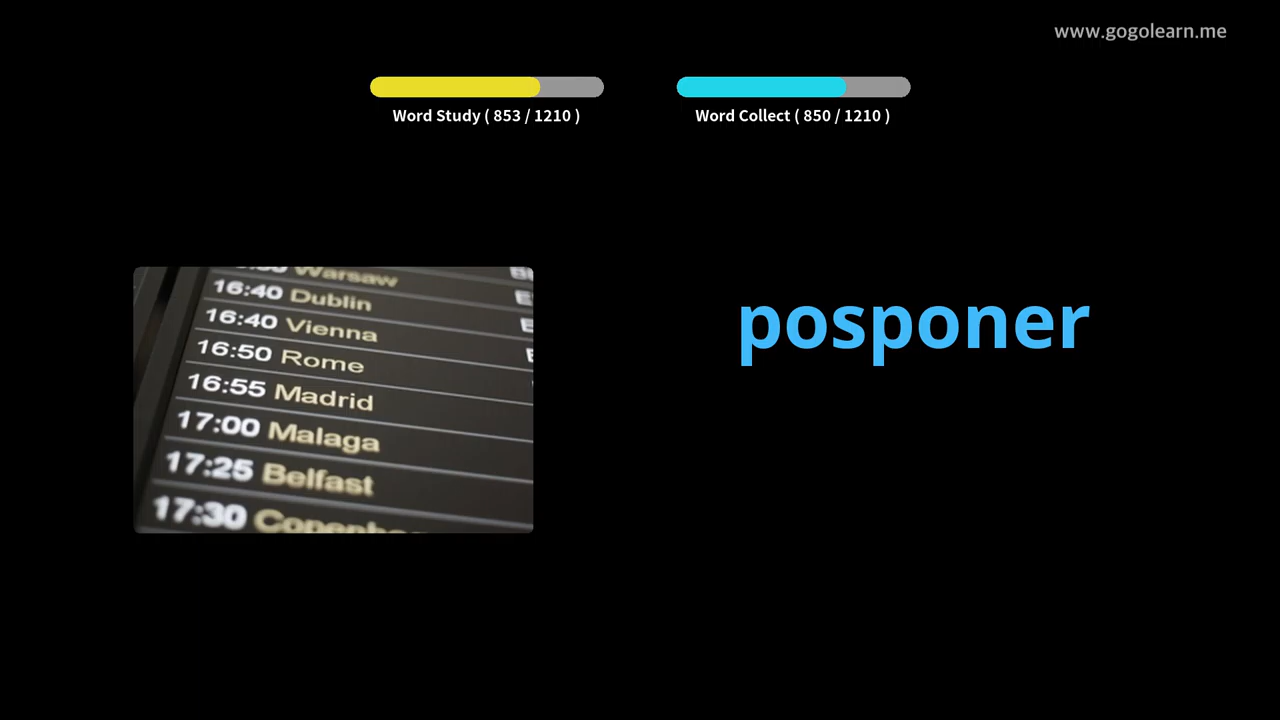 www.gogolearn.me
Word Study ( 853 / 1210 )
Word Collect ( 850 / 1210 )
Warsaw
16:40 Dublin
16:40 Vienna
16:50 Rome
16:55 Madrid
17:00 Malaga
17:25 Belfast
17:30
posponer